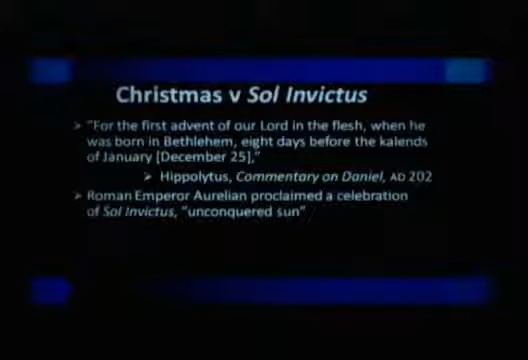 Christmas v Sol Invictus
➢ "For the first advent of our Lord in the flesh, when he
was born in Bethlehem, eight days before the kalends
of January [December 25],"
➢ Hippolytus, Commentary on Daniel, AD 202
➢ Roman Emperor Aurelian proclaimed a celebration
of Sol Invictus, "unconquered sun"